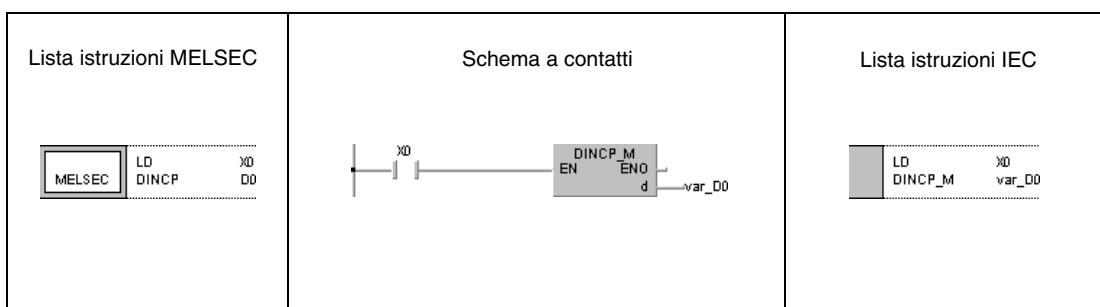 Lista istruzioni MELSEC
MELSEC
LD X0
DINCP D0
Schema a contatti
X0
DINCP_M
EN ENO
d var_D0
Lista istruzioni IEC
LD X0
DINCP_M var_D0